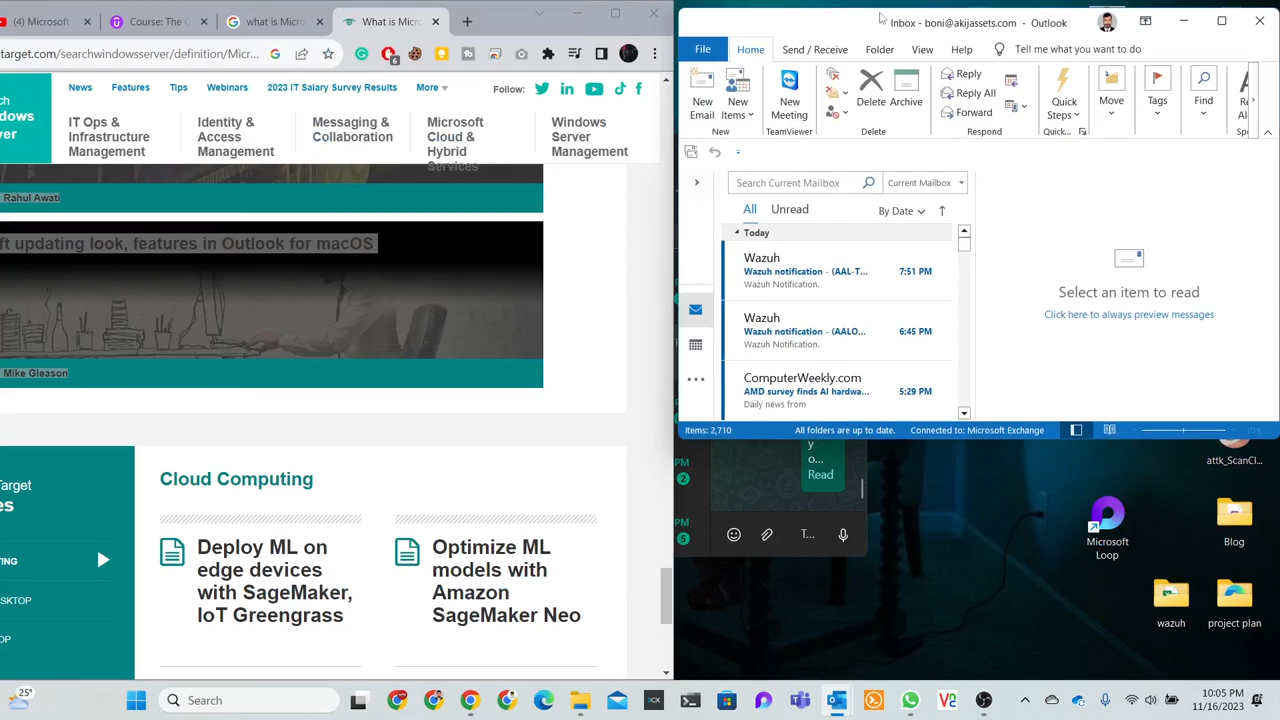 (4) Microsoft
what is Micr
What is Micr
farget.com/searchwindowsserver/definition/Mi
6
News
Features
Tips
Webinars
2023 IT Salary Survey Results
More
Follow:
IT Ops &
Infrastructure
Management
Identity &
Access
Management
Messaging &
Collaboration
Microsoft
Cloud &
Hybrid
Services
Windows
Server
Management
Rahul Awati
look, features in Outlook for macOS
Mike Gleason
Target
Cloud Computing
Deploy ML on
edge devices
with SageMaker,
IoT Greengrass
Optimize ML
models with
Amazon
SageMaker Neo
Inbox - boni@akijassets.com - Outlook
File
Home
Send / Receive
Folder
View
Help
Tell me what you want to do
New
Email
New
Items
New
Meeting
Delete
Archive
Reply
Reply All
Forward
Quick
Steps
Move
Tags
Find
New
TeamViewer
Delete
Respond
Quick...
Search Current Mailbox
Current Mailbox
All
Unread
By Date
Today
Wazuh
Wazuh notification - (AAL-T...
7:51 PM
Wazuh Notification.
Wazuh
Wazuh notification - (AALO...
6:45 PM
Wazuh Notification.
ComputerWeekly.com
AMD survey finds AI hardwa...
5:29 PM
Daily news from
Select an item to read
Click here to always preview messages
Items: 2,710
All folders are up to date.
Connected to: Microsoft Exchange
10%
PM
2
y
o...
Read
PM
5
T...
attk_ScanCl...
Microsoft
Loop
Blog
wazuh
project plan
25°
Search
10:05 PM
11/16/2023